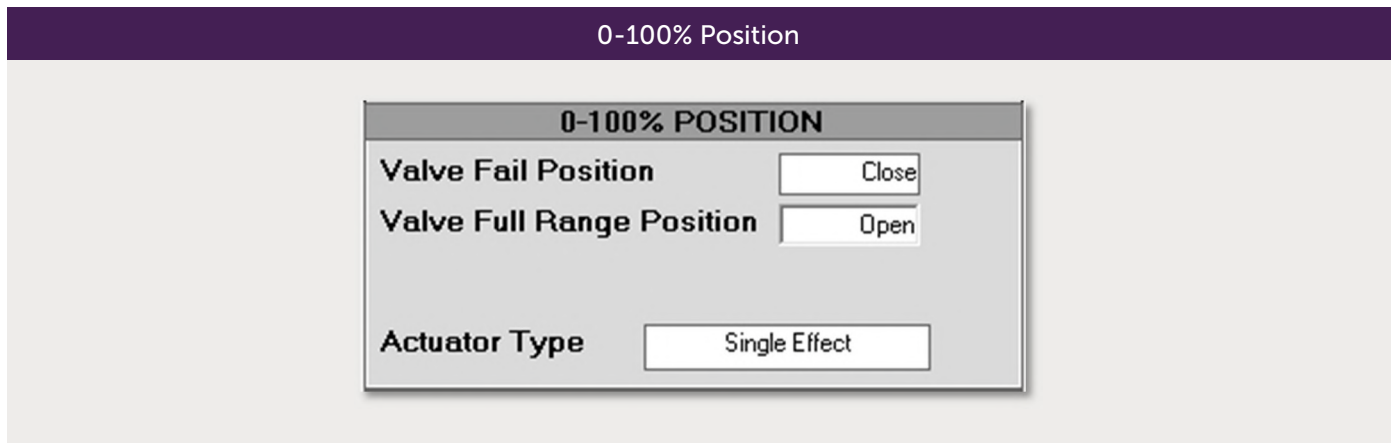 0-100% Position
0-100% POSITION
Valve Fail Position Close
Valve Full Range Position Open
Actuator Type Single Effect